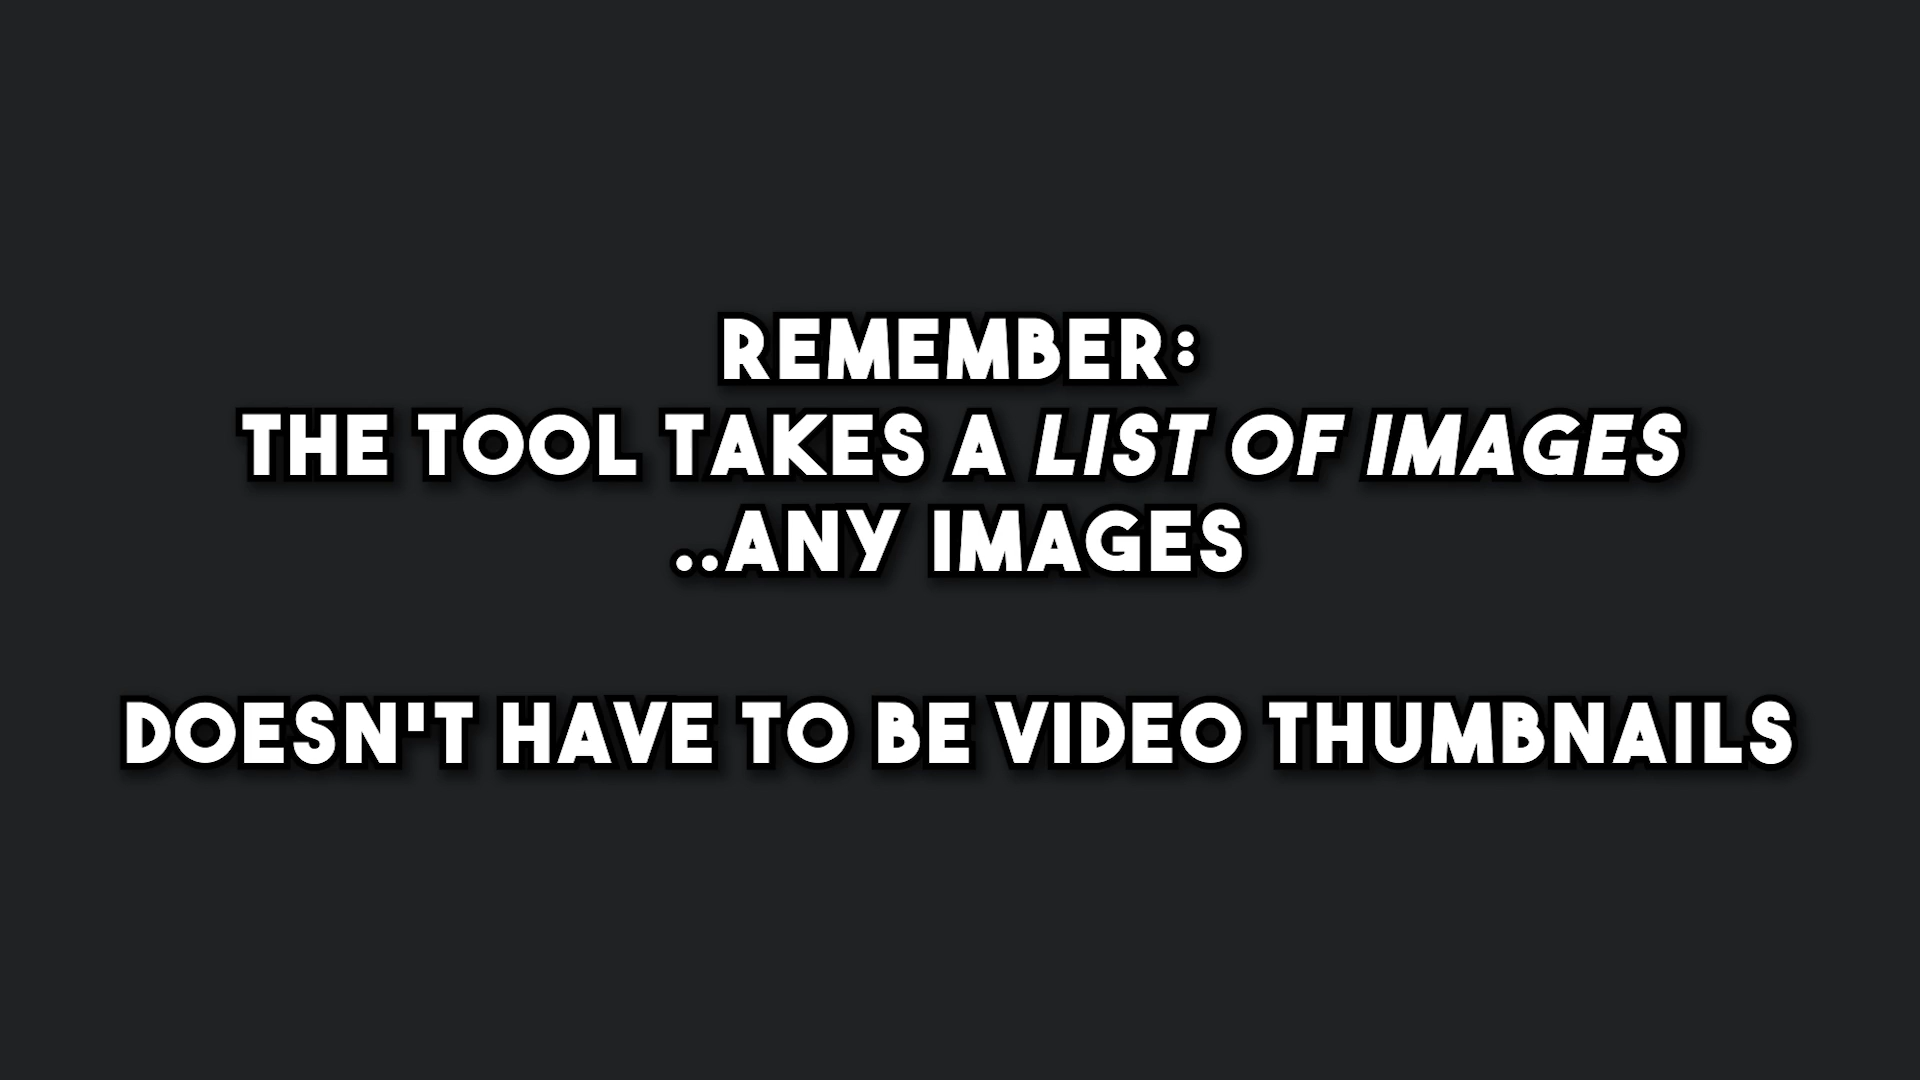 REMEMBER:
THE TOOL TAKES A LIST OF IMAGES
..ANY IMAGES
DOESN'T HAVE TO BE VIDEO THUMBNAILS